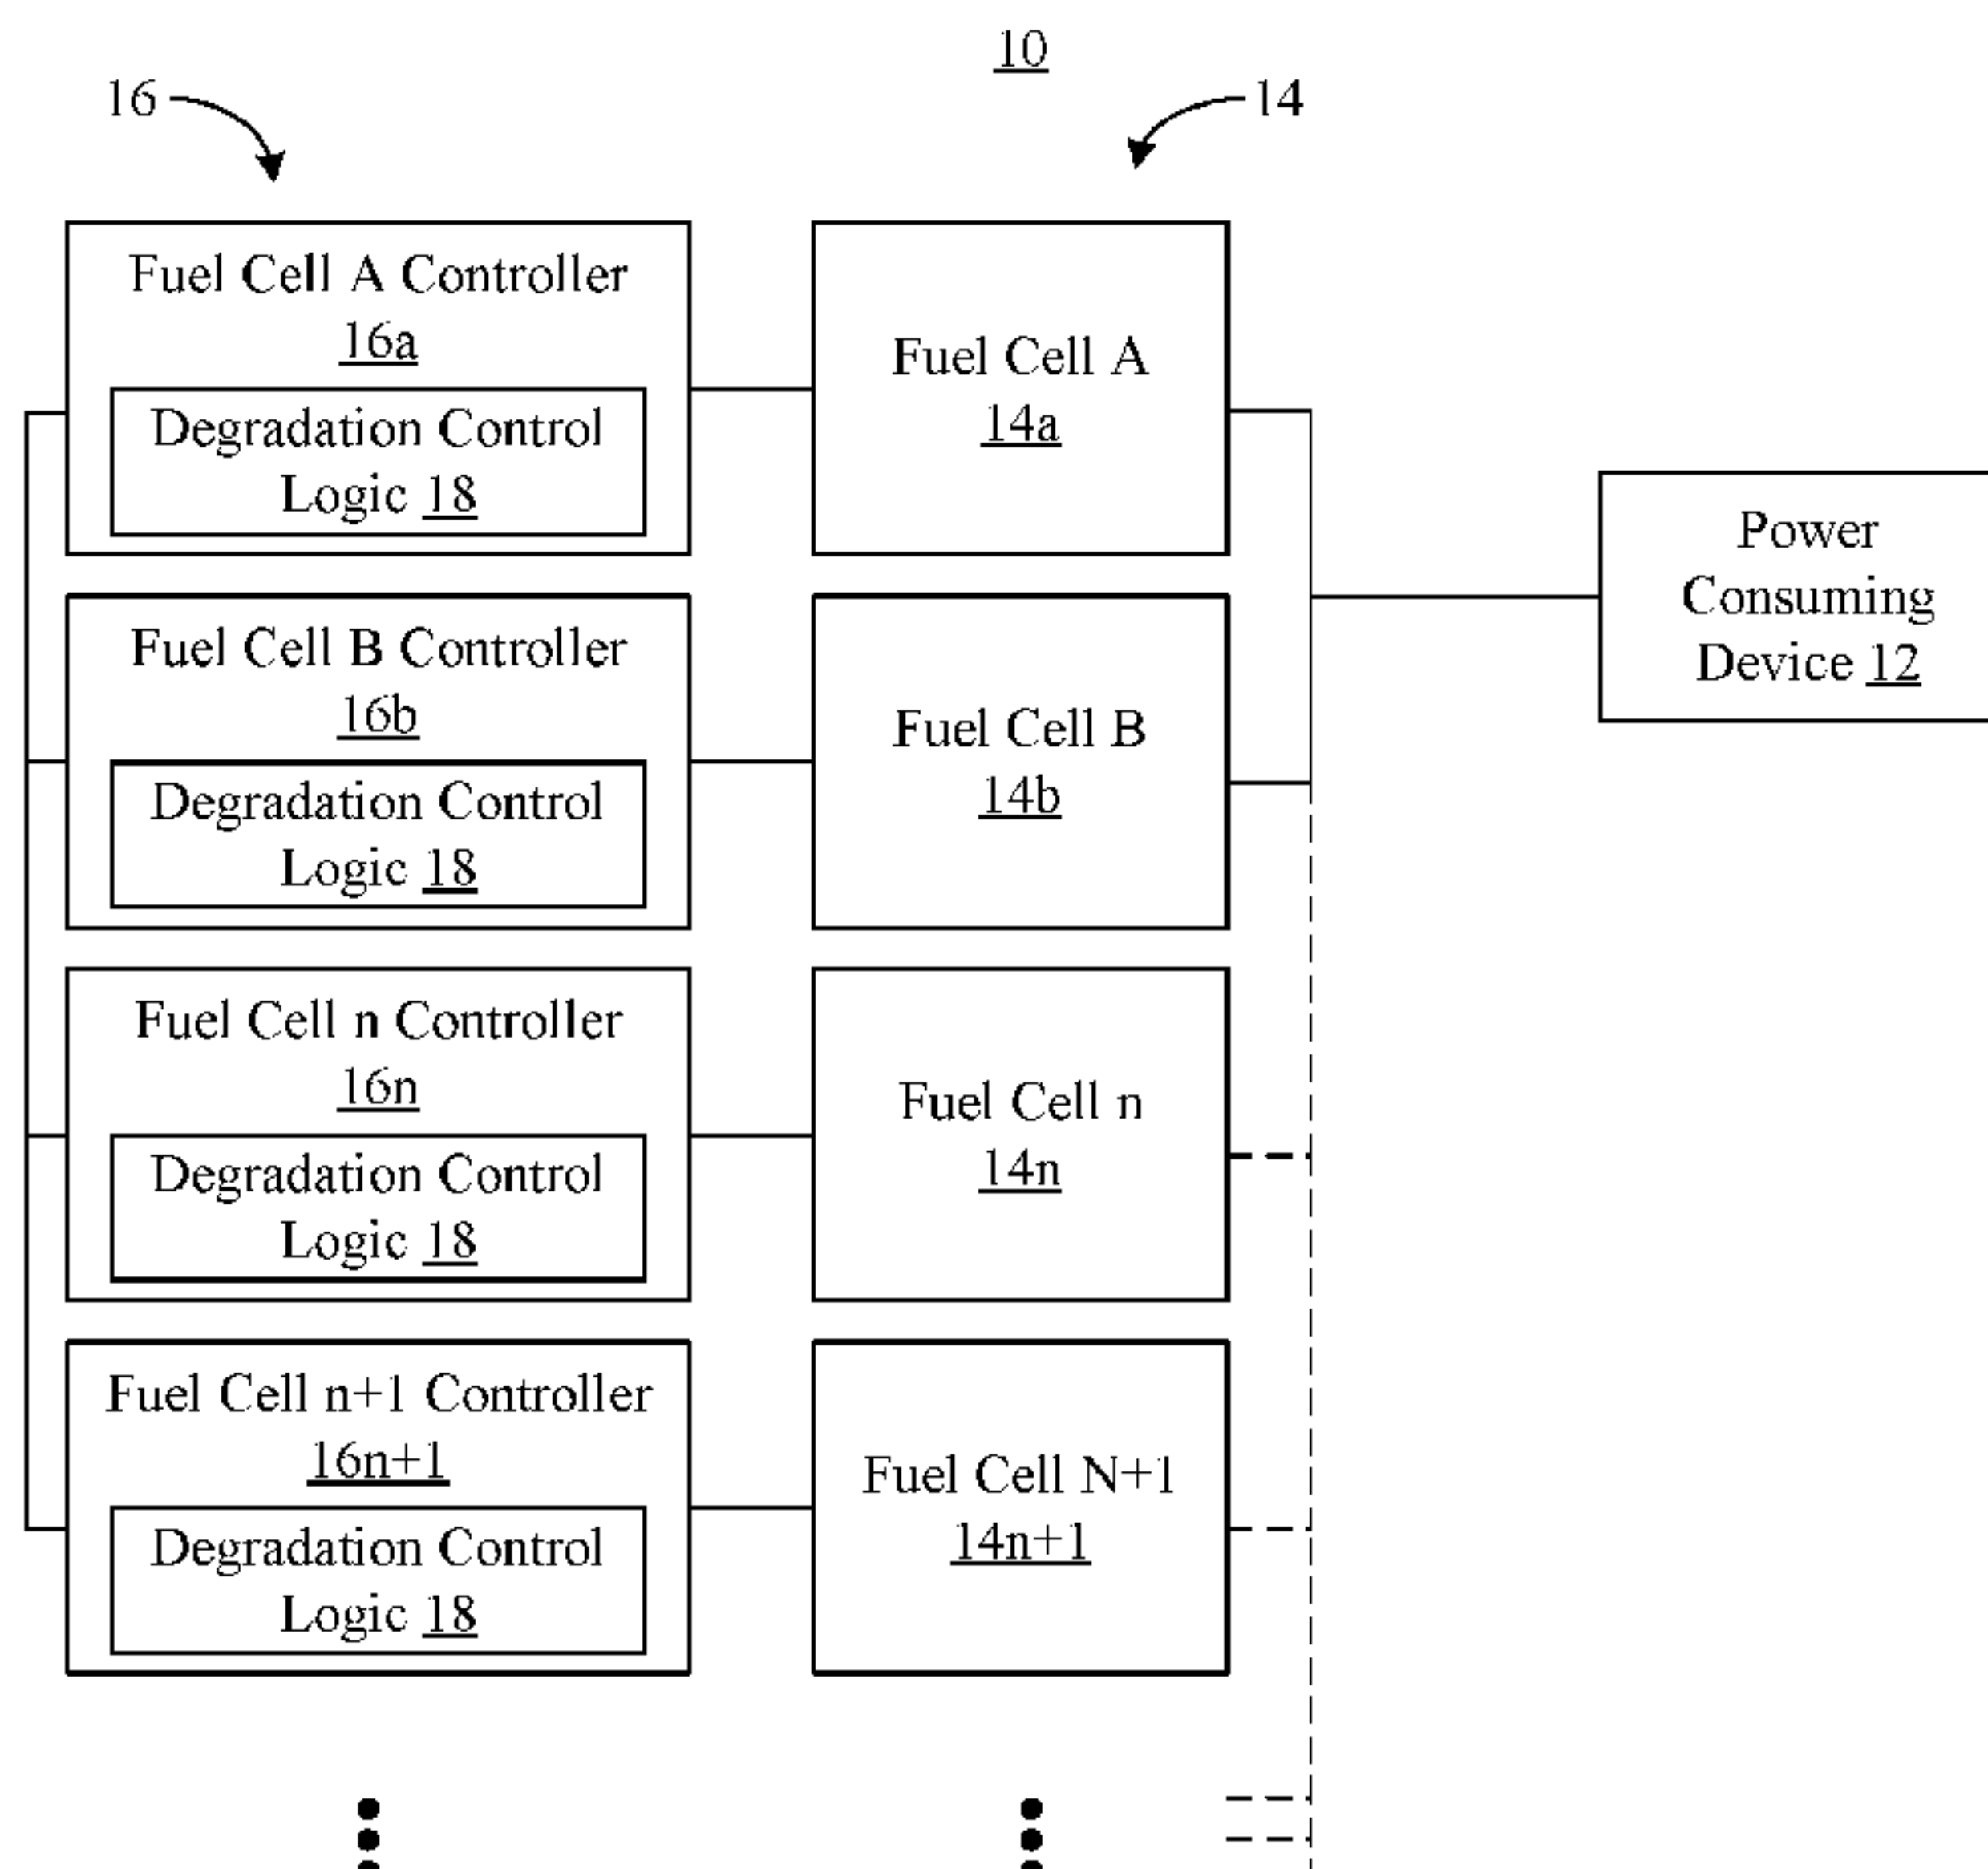 10
16
14
Fuel Cell A Controller
16a
Degradation Control
Logic 18
Fuel Cell A
14a
Power
Consuming
Device 12
Fuel Cell B Controller
16b
Degradation Control
Logic 18
Fuel Cell B
14b
Fuel Cell n Controller
16n
Degradation Control
Logic 18
Fuel Cell n
14n
Fuel Cell n+1 Controller
16n+1
Degradation Control
Logic 18
Fuel Cell N+1
14n+1